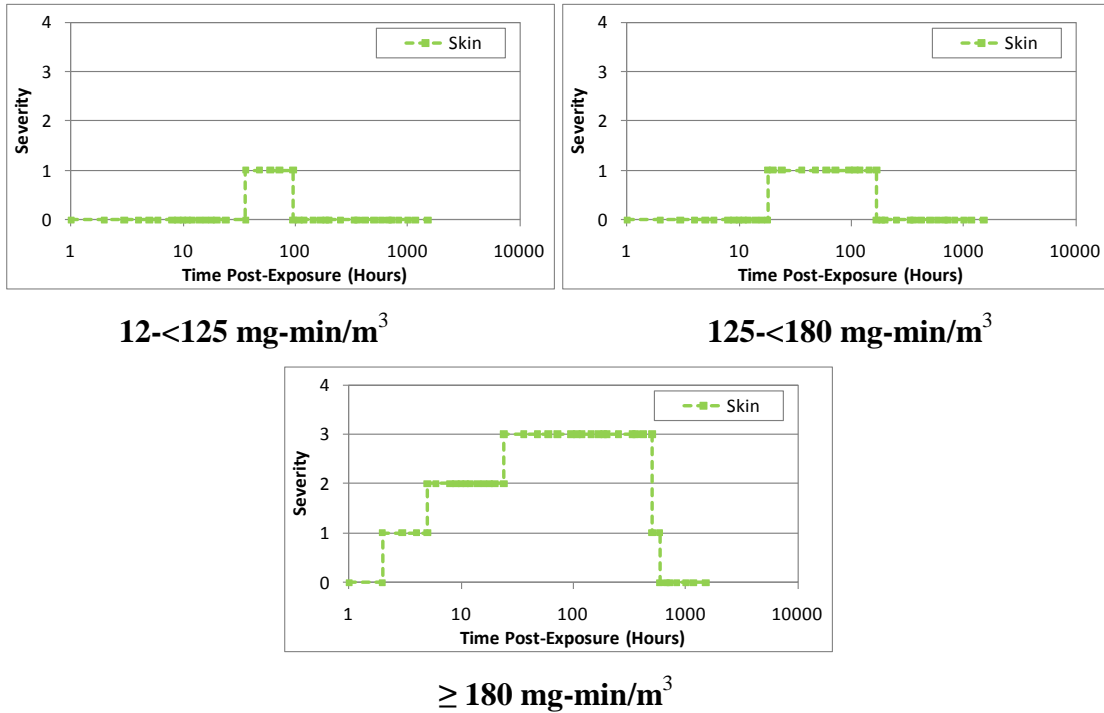 4
3
2
1
0
Severity
Skin
1 10 100 1000 10000
Time Post-Exposure (Hours)
12-<125 mg-min/m³
4
3
2
1
0
Severity
Skin
1 10 100 1000 10000
Time Post-Exposure (Hours)
125-<180 mg-min/m³
4
3
2
1
0
Severity
Skin
1 10 100 1000 10000
Time Post-Exposure (Hours)
≥ 180 mg-min/m³